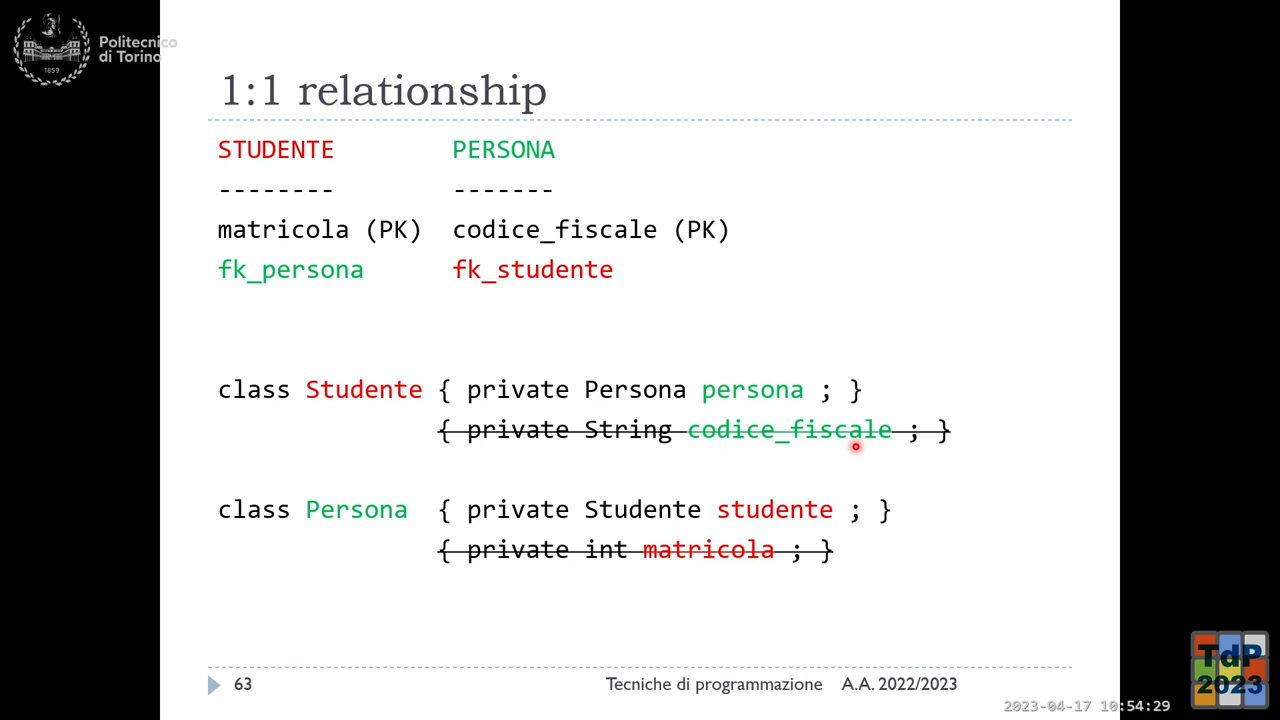 Politecnico
di Torino
1859
1:1 relationship
STUDENTE PERSONA
-------- -------
matricola (PK) codice_fiscale (PK)
fk_persona fk_studente
class Studente { private Persona persona ; }
{ private String codice_fiscale ; }
class Persona { private Studente studente ; }
{ private int matricola ; }
63 Tecniche di programmazione A.A. 2022/2023
TdP
2023
2023-04-17 10:54:29